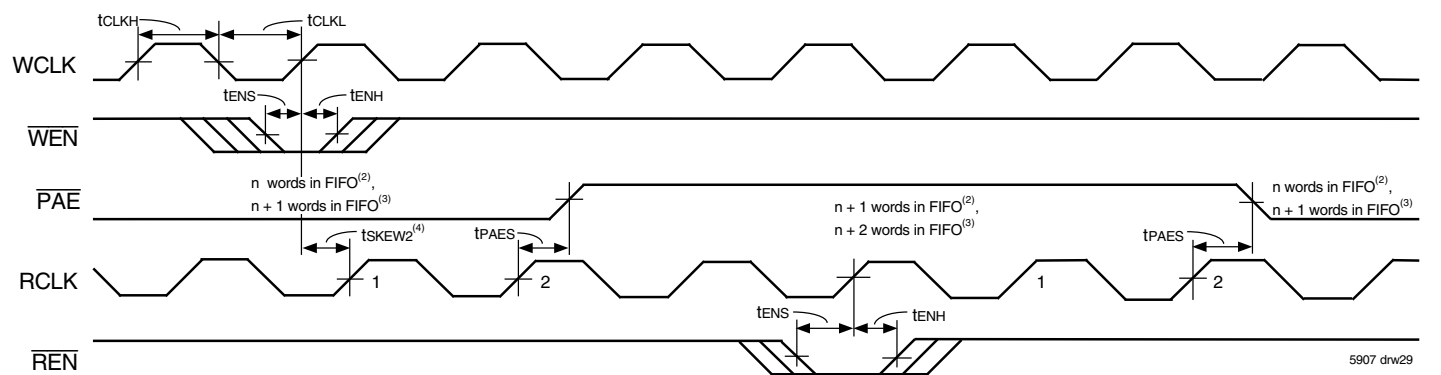 tCLKH tCLKL
WCLK
tENS tENH
WEN
n words in FIFO(2),
n + 1 words in FIFO(3)
n + 1 words in FIFO(2),
n + 2 words in FIFO(3)
n words in FIFO(2),
n + 1 words in FIFO(3)
PAE
tSKEW2(4) tPAES tPAES
RCLK 1 2 1 2
tENS tENH
REN
5907 drw29